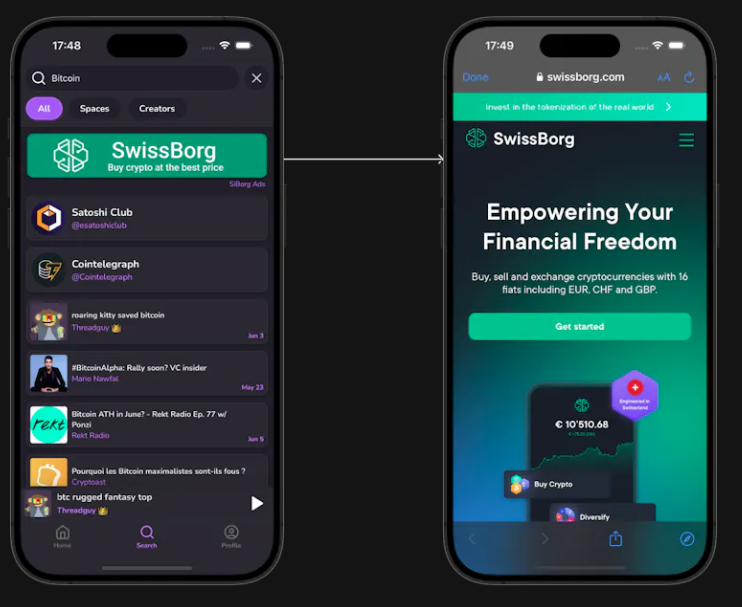 17:48
Bitcoin
All
Spaces
Creators
SwissBorg
Buy crypto at the best price
SiBorg Ads
Satoshi Club
@esatoshiclub
Cointelegraph
@Cointelegraph
roaring kitty saved bitcoin
Threadguy
Jun 3
#BitcoinAlpha: Rally soon? VC insider
Mario Nawfal
May 23
rekt
Bitcoin ATH in June? - Rekt Radio Ep. 77 w/
Ponzi
Rekt Radio
Jun 5
Pourquoi les Bitcoin maximalistes sont-ils fous ?
Cryptoast
btc rugged fantasy top
Threadguy
Home
Search
Profile
17:49
Done
swissborg.com
AA
Invest in the tokenization of the real world
SwissBorg
Empowering Your
Financial Freedom
Buy, sell and exchange cryptocurrencies with 16
fiats including EUR, CHF and GBP.
Get started
Engineered in
Switzerland
€ 10'510.68
Buy Crypto
Diversify